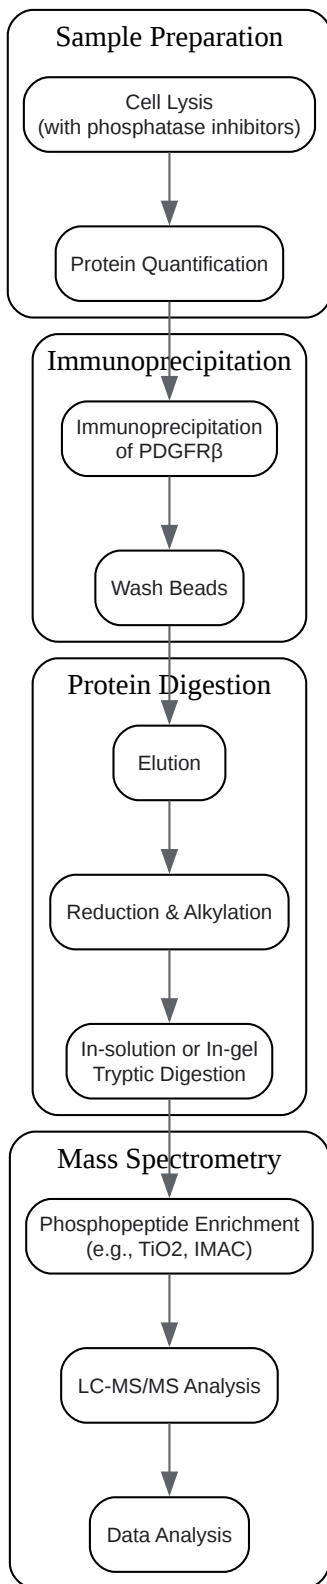 Sample Preparation
Cell Lysis
(with phosphatase inhibitors)
Protein Quantification
Immunoprecipitation
Immunoprecipitation
of PDGFRβ
Wash Beads
Protein Digestion
Elution
Reduction & Alkylation
In-solution or In-gel
Tryptic Digestion
Mass Spectrometry
Phosphopeptide Enrichment
(e.g., TiO2, IMAC)
LC-MS/MS Analysis
Data Analysis